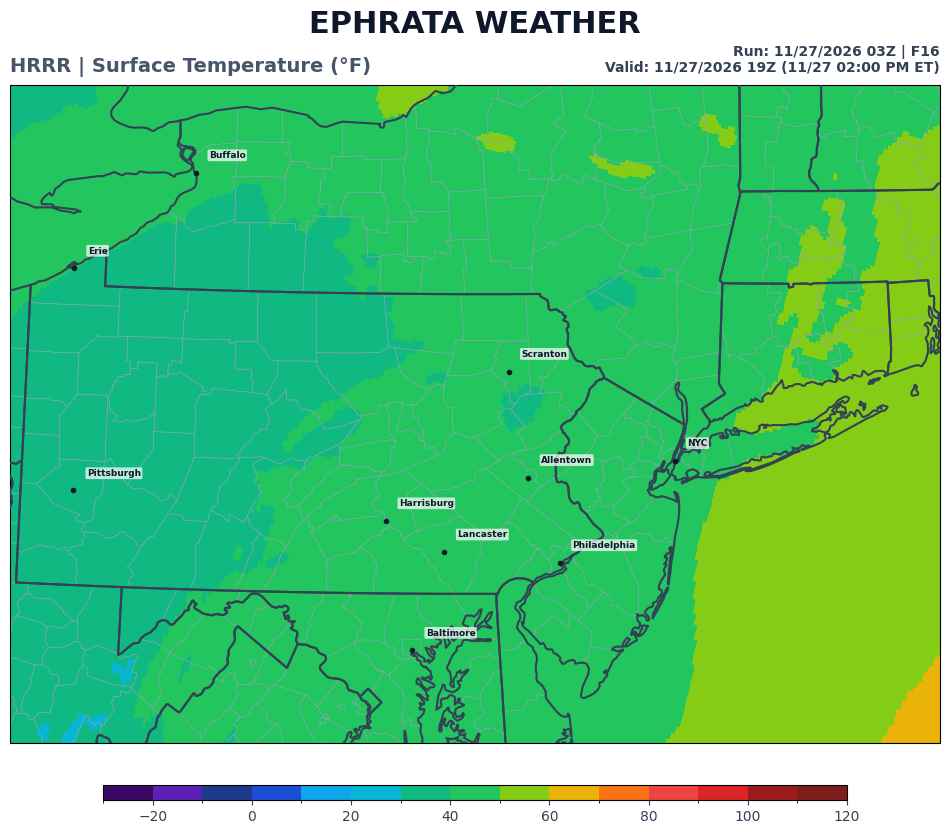 EPHRATA WEATHER
HRRR | Surface Temperature (°F)
Run: 11/27/2026 03Z | F16
Valid: 11/27/2026 19Z (11/27 02:00 PM ET)
Buffalo
Erie
Scranton
NYC
Allentown
Pittsburgh
Harrisburg
Lancaster
Philadelphia
Baltimore
−20 0 20 40 60 80 100 120